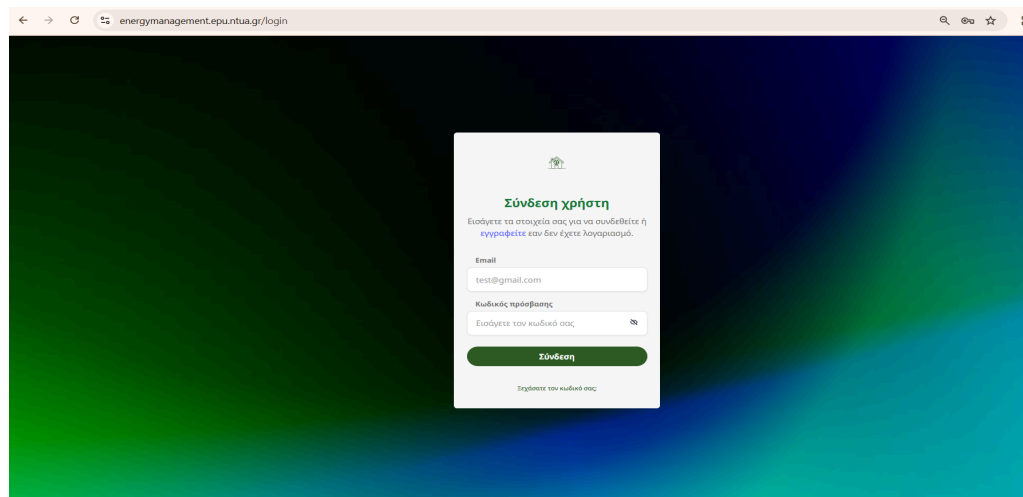 energymanagement.epu.ntua.gr/login
Σύνδεση χρήστη
Εισάγετε τα στοιχεία σας για να συνδεθείτε ή
εγγραφείτε εαν δεν έχετε λογαριασμό.
Email
test@gmail.com
Κωδικός πρόσβασης
Εισάγετε τον κωδικό σας
Σύνδεση
Ξεχάσατε τον κωδικό σας;